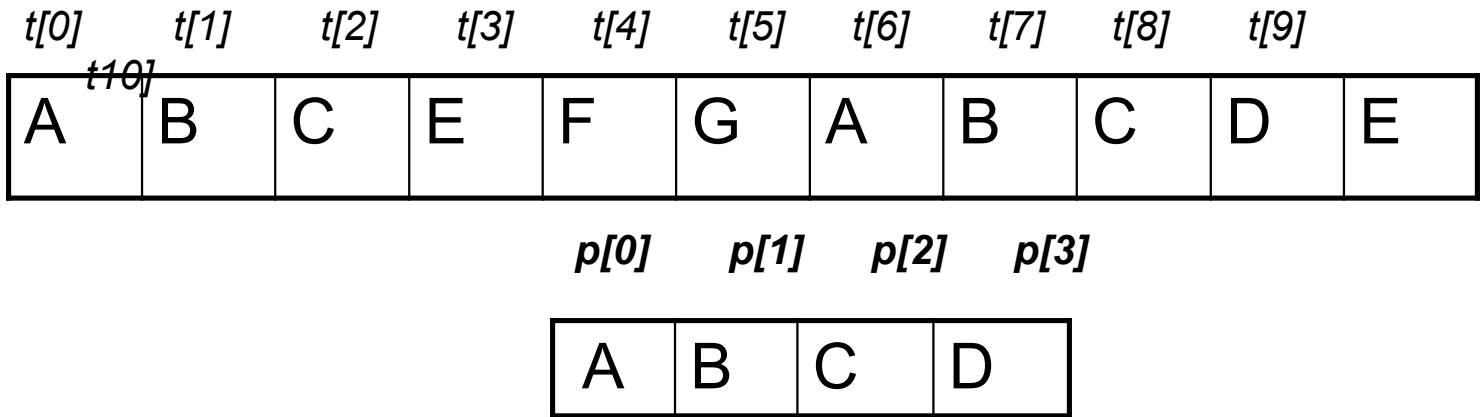 t[0] t[1] t[2] t[3] t[4] t[5] t[6] t[7] t[8] t[9]
t10]
A B C E F G A B C D E
p[0] p[1] p[2] p[3]
A B C D